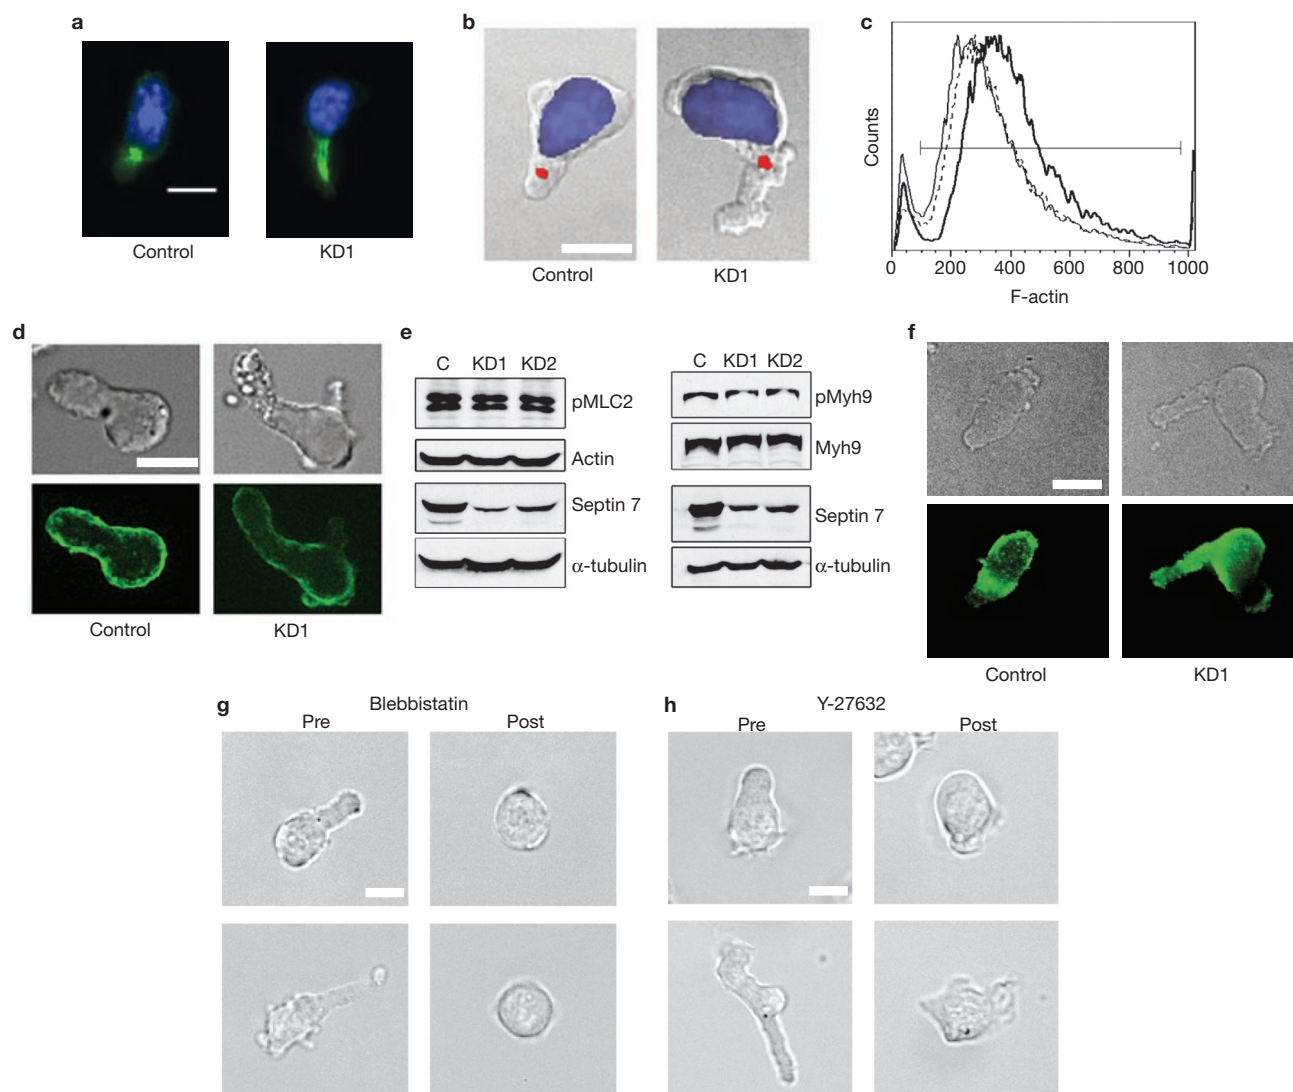 a
Control
KD1
b
Control
KD1
c
Counts
0 200 400 600 800 1000
F-actin
d
Control
KD1
e
C KD1 KD2
pMLC2
Actin
Septin 7
α-tubulin
C KD1 KD2
pMyh9
Myh9
Septin 7
α-tubulin
f
Control
KD1
g
Blebbistatin
Pre Post
h
Y-27632
Pre Post